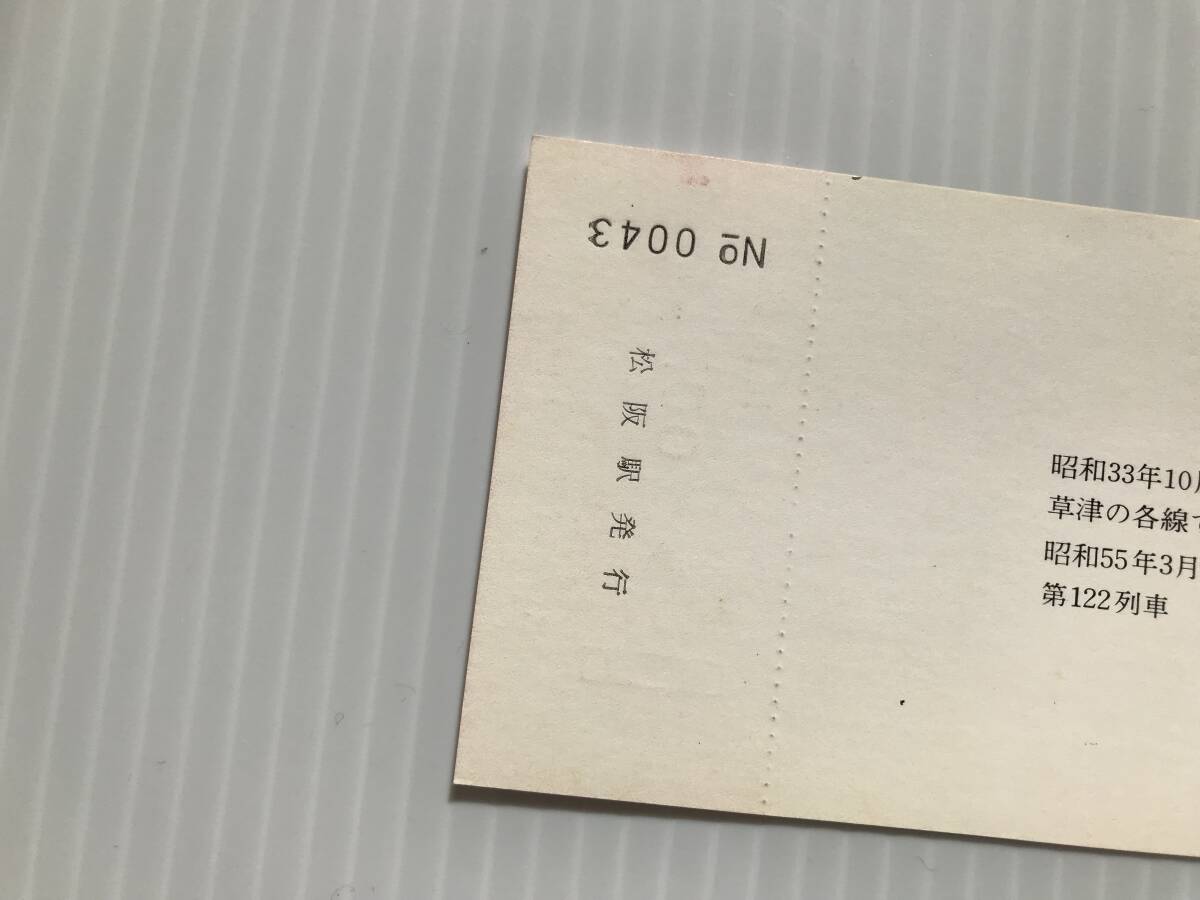 № 0043
松阪駅発行
昭和33年10月
草津の各線
昭和55年3月
第122列車